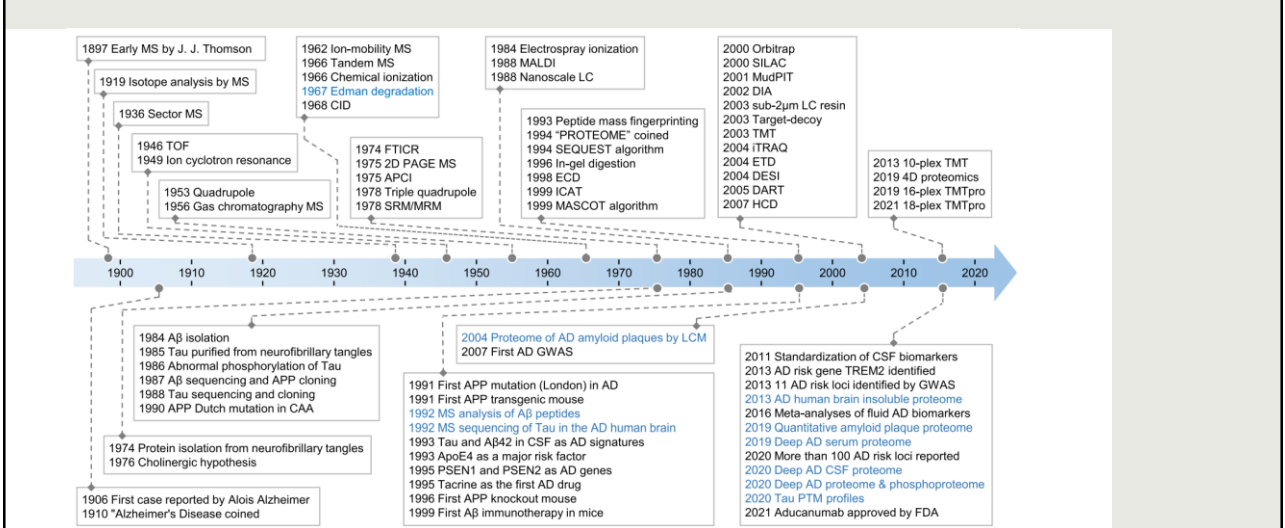 1897 Early MS by J. J. Thomson
1919 Isotope analysis by MS
1936 Sector MS
1946 TOF
1949 Ion cyclotron resonance
1953 Quadrupole
1956 Gas chromatography MS
1962 Ion-mobility MS
1966 Tandem MS
1966 Chemical ionization
1967 Edman degradation
1968 CID
1974 FTICR
1975 2D PAGE MS
1975 APCI
1978 Triple quadrupole
1978 SRM/MRM
1984 Electrospray ionization
1988 MALDI
1988 Nanoscale LC
1993 Peptide mass fingerprinting
1994 “PROTEOME” coined
1994 SEQUEST algorithm
1996 In-gel digestion
1998 ECD
1999 ICAT
1999 MASCOT algorithm
2000 Orbitrap
2000 SILAC
2001 MudPIT
2002 DIA
2003 sub-2μm LC resin
2003 Target-decoy
2003 TMT
2004 iTRAQ
2004 ETD
2004 DESI
2005 DART
2007 HCD
2013 10-plex TMT
2019 4D proteomics
2019 16-plex TMTpro
2021 18-plex TMTpro
1900 1910 1920 1930 1940 1950 1960 1970 1980 1990 2000 2010 2020
1984 Aβ isolation
1985 Tau purified from neurofibrillary tangles
1986 Abnormal phosphorylation of Tau
1987 Aβ sequencing and APP cloning
1988 Tau sequencing and cloning
1990 APP Dutch mutation in CAA
1974 Protein isolation from neurofibrillary tangles
1976 Cholinergic hypothesis
1906 First case reported by Alois Alzheimer
1910 "Alzheimer's Disease coined
2004 Proteome of AD amyloid plaques by LCM
2007 First AD GWAS
1991 First APP mutation (London) in AD
1991 First APP transgenic mouse
1992 MS analysis of Aβ peptides
1992 MS sequencing of Tau in the AD human brain
1993 Tau and Aβ42 in CSF as AD signatures
1993 ApoE4 as a major risk factor
1995 PSEN1 and PSEN2 as AD genes
1995 Tacrine as the first AD drug
1996 First APP knockout mouse
1999 First Aβ immunotherapy in mice
2011 Standardization of CSF biomarkers
2013 AD risk gene TREM2 identified
2013 11 AD risk loci identified by GWAS
2013 AD human brain insoluble proteome
2016 Meta-analyses of fluid AD biomarkers
2019 Quantitative amyloid plaque proteome
2019 Deep AD serum proteome
2020 More than 100 AD risk loci reported
2020 Deep AD CSF proteome
2020 Deep AD proteome & phosphoproteome
2020 Tau PTM profiles
2021 Aducanumab approved by FDA